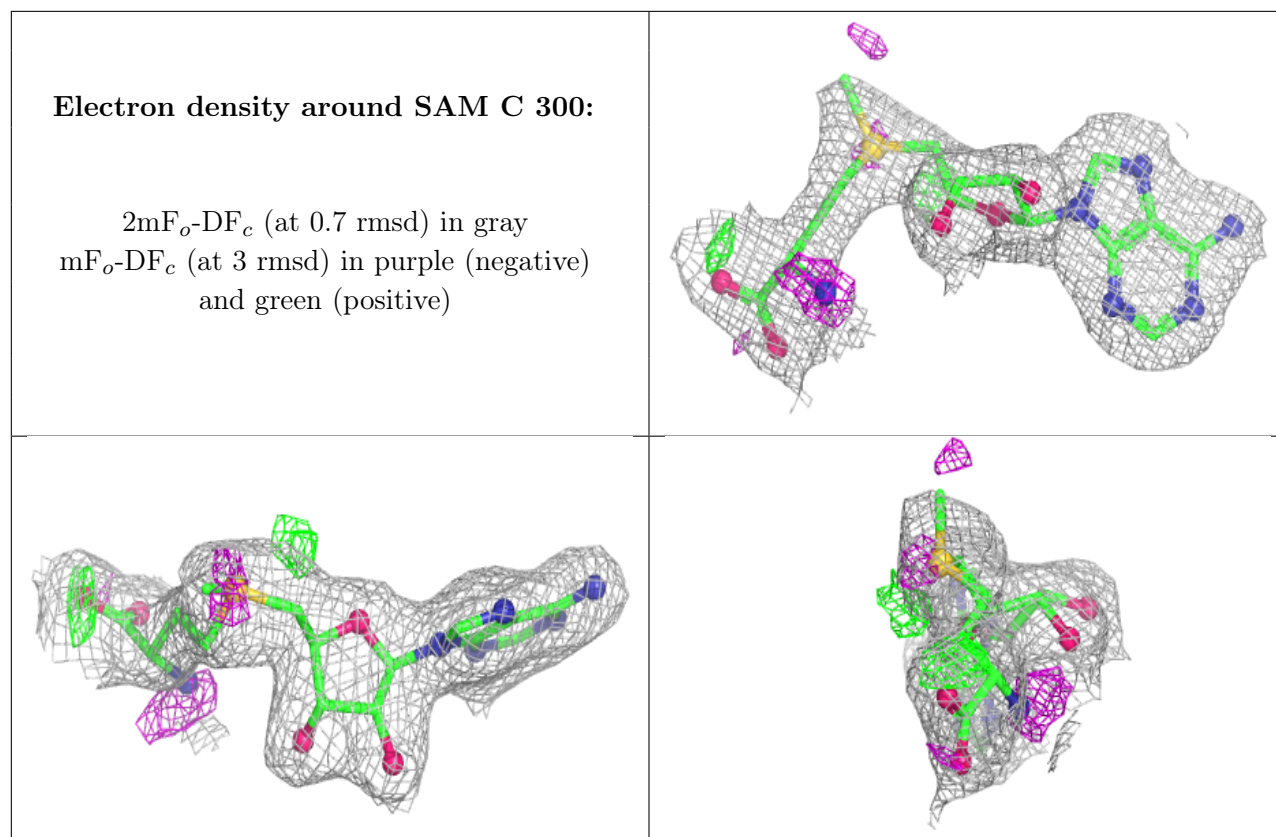 Electron density around SAM C 300:
2mFₒ-DF𝒸 (at 0.7 rmsd) in gray
mFₒ-DF𝒸 (at 3 rmsd) in purple (negative)
and green (positive)